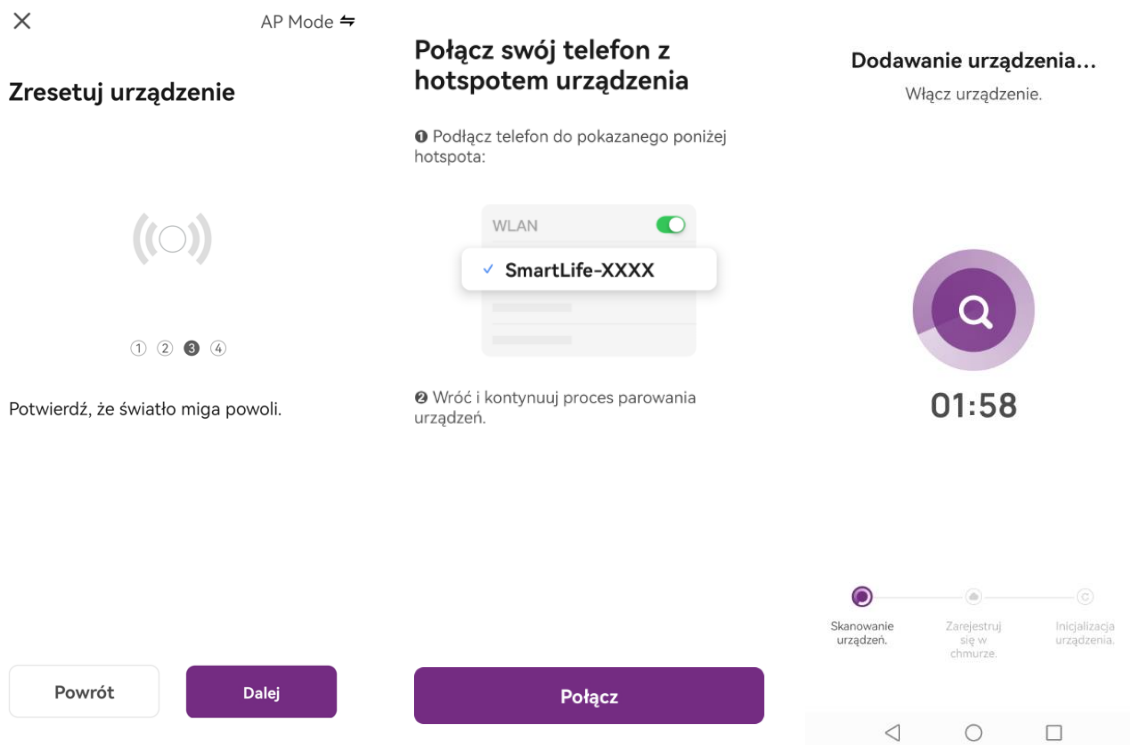 AP Mode
Zresetuj urządzenie
1 2 3 4
Potwierdź, że światło miga powoli.
Powrót
Dalej
Połącz swój telefon z
hotspotem urządzenia
❶ Podłącz telefon do pokazanego poniżej
hotspota:
WLAN
SmartLife-XXXX
❷ Wróć i kontynuuj proces parowania
urządzeń.
Połącz
Dodawanie urządzenia...
Włącz urządzenie.
01:58
Skanowanie
urządzeń.
Zarejestruj
się w
chmurze.
Inicjalizacja
urządzenia.